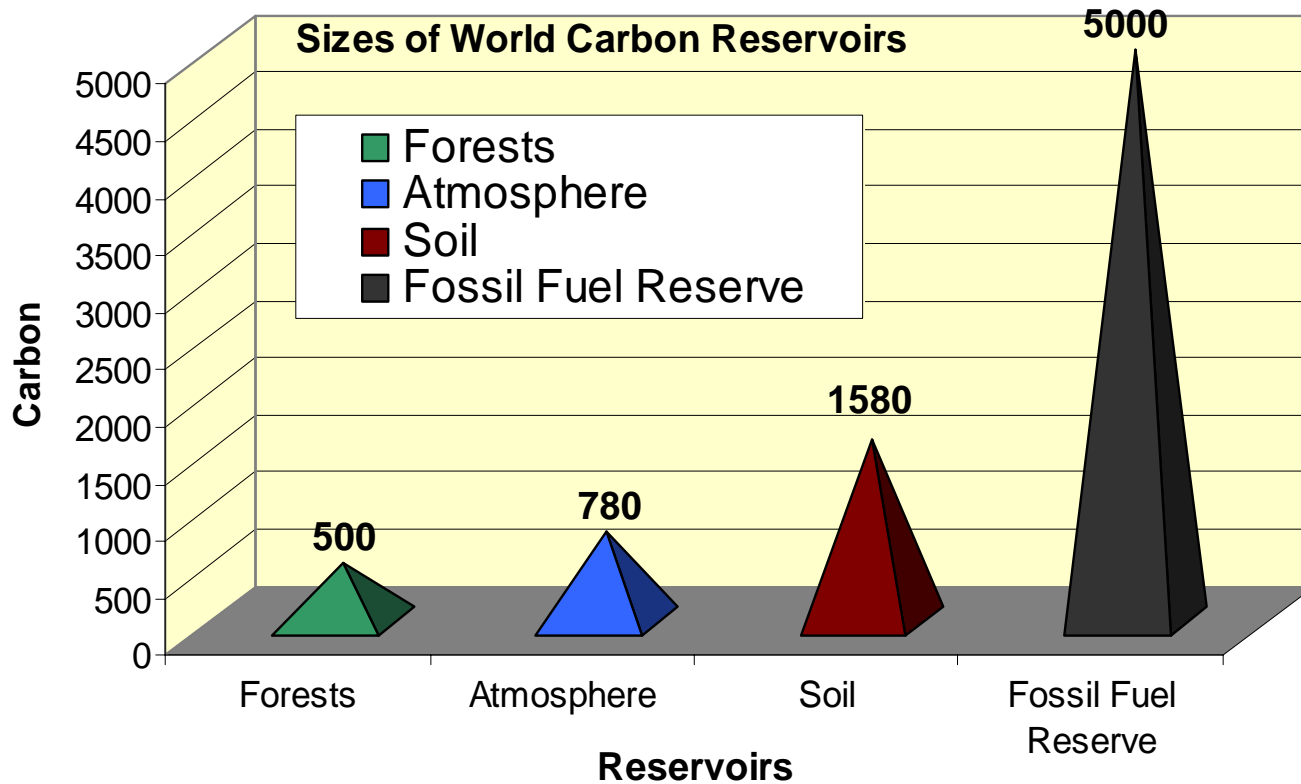 Sizes of World Carbon Reservoirs
5000
Forests
Atmosphere
Soil
Fossil Fuel Reserve
5000
4500
4000
3500
3000
2500
2000
1500
1000
500
0
Carbon
500
780
1580
Forests
Atmosphere
Soil
Fossil Fuel
Reserve
Reservoirs